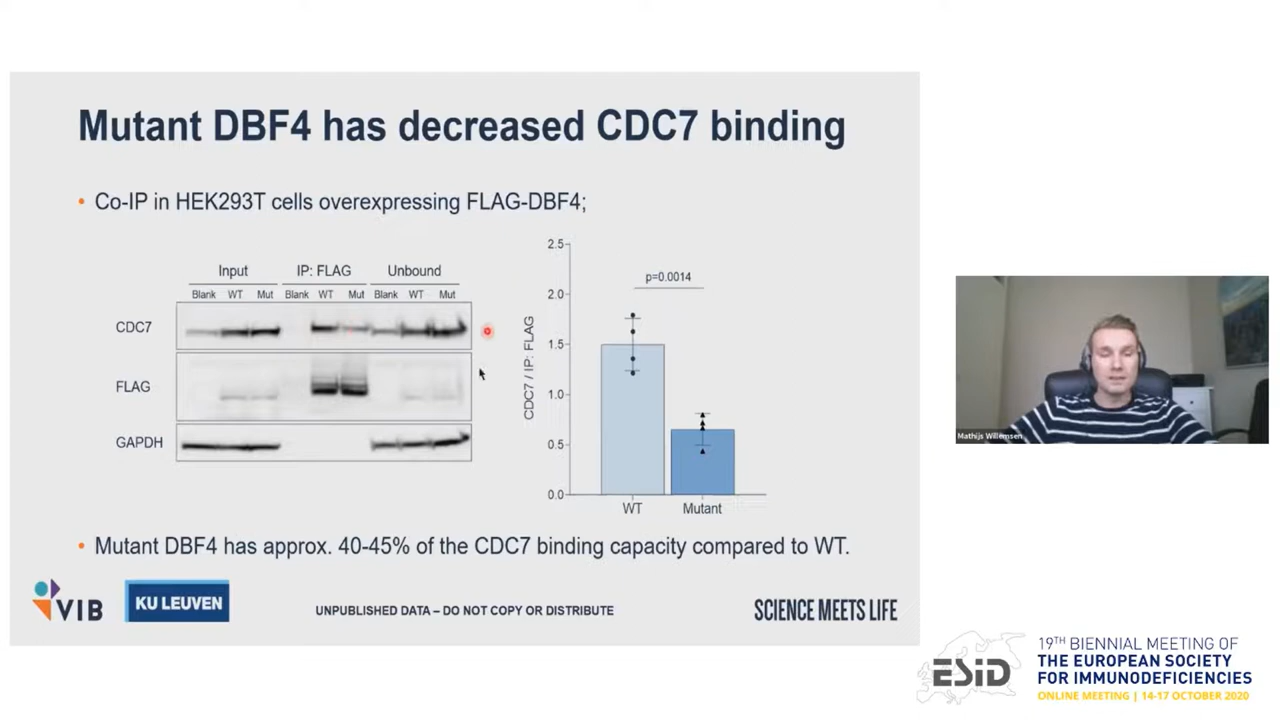 Mutant DBF4 has decreased CDC7 binding
• Co-IP in HEK293T cells overexpressing FLAG-DBF4;
Input IP: FLAG Unbound
Blank WT Mut Blank WT Mut Blank WT Mut
CDC7
FLAG
GAPDH
CDC7 / IP: FLAG
2.5
2.0
1.5
1.0
0.5
0.0
p=0.0014
WT Mutant
• Mutant DBF4 has approx. 40-45% of the CDC7 binding capacity compared to WT.
VIB
KU LEUVEN
UNPUBLISHED DATA – DO NOT COPY OR DISTRIBUTE
SCIENCE MEETS LIFE
Mathijs Willemsen
ESiD
19TH BIENNIAL MEETING OF
THE EUROPEAN SOCIETY
FOR IMMUNODEFICIENCIES
ONLINE MEETING | 14-17 OCTOBER 2020